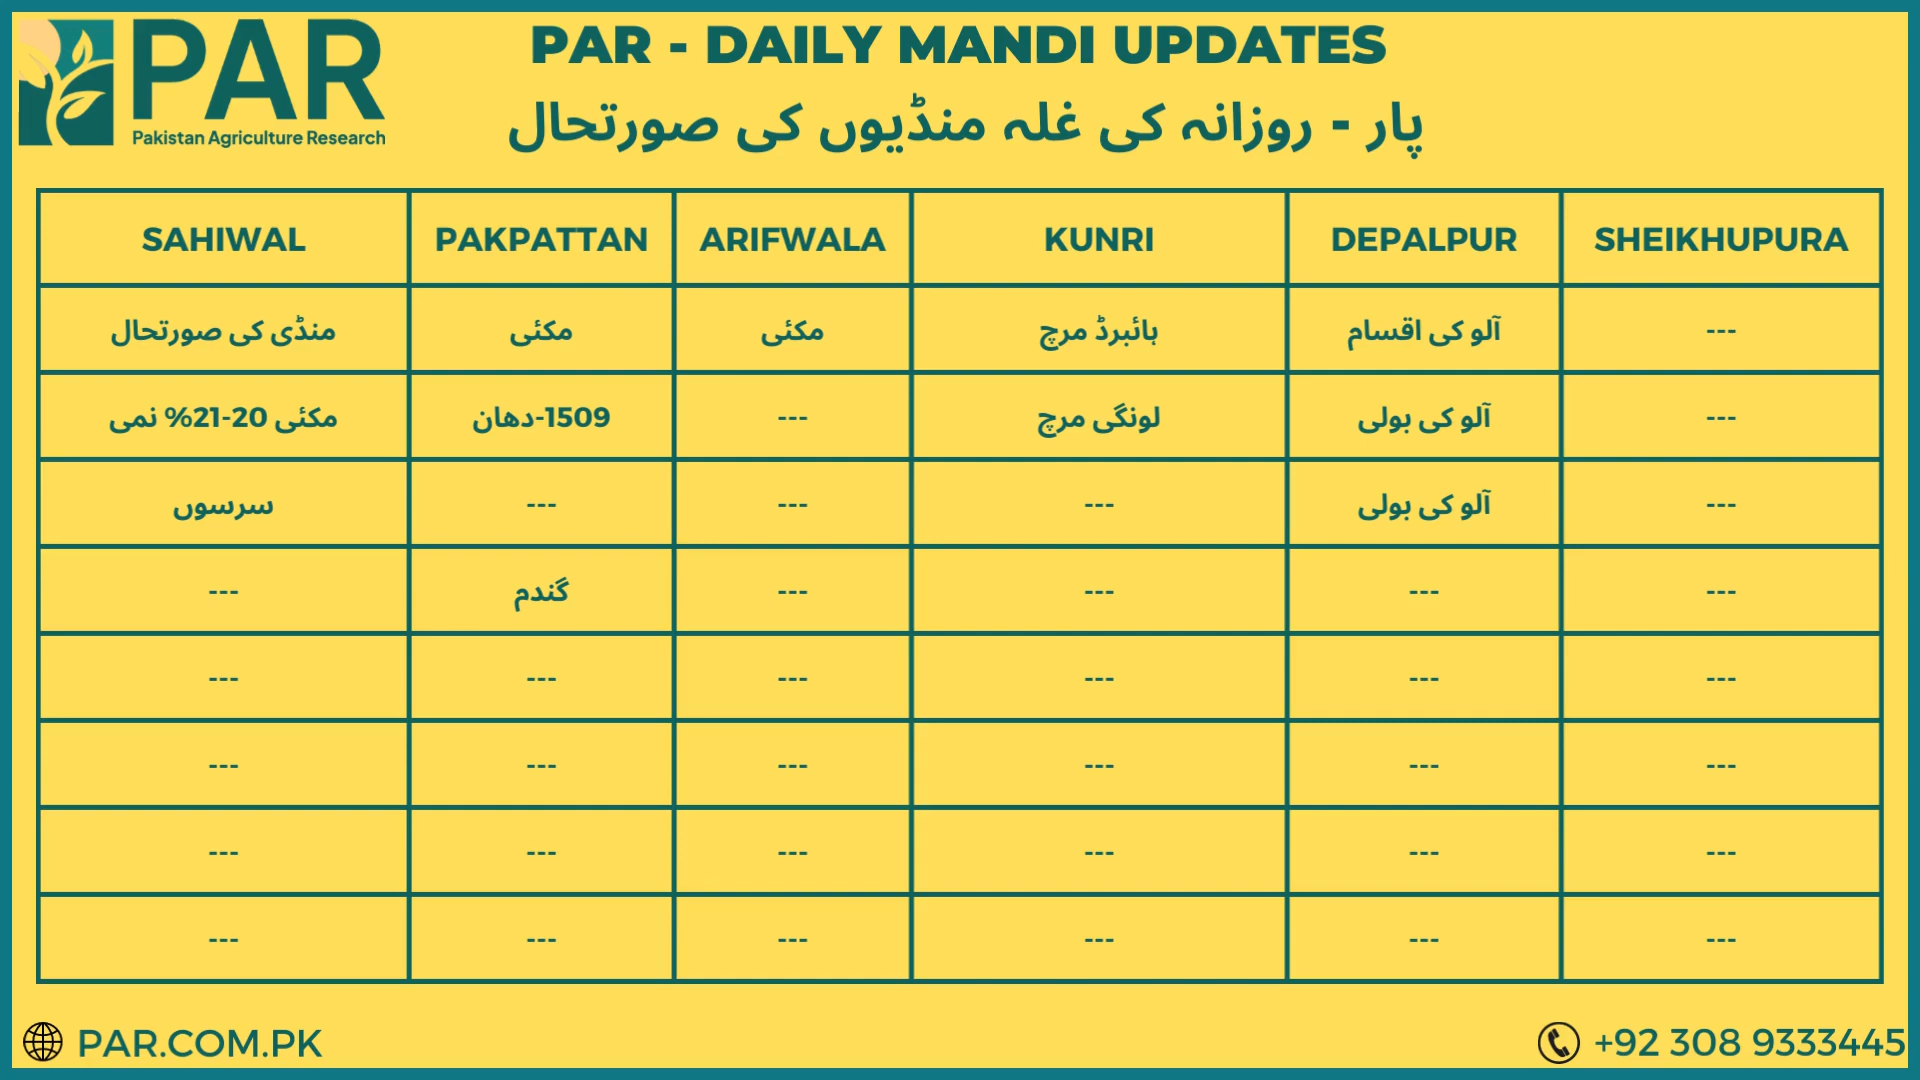 PAR
Pakistan Agriculture Research
PAR - DAILY MANDI UPDATES
پار - روزانہ کی غلہ منڈیوں کی صورتحال
SAHIWAL PAKPATTAN ARIFWALA KUNRI DEPALPUR SHEIKHUPURA
منڈی کی صورتحال مکئی مکئی ہائبرڈ مرچ آلو کی اقسام ---
مکئی 20-21% نمی 1509-دھان --- لونگی مرچ آلو کی بولی ---
سرسوں --- --- --- آلو کی بولی ---
--- گندم --- --- --- ---
--- --- --- --- --- ---
--- --- --- --- --- ---
--- --- --- --- --- ---
--- --- --- --- --- ---
PAR.COM.PK
+92 308 9333445